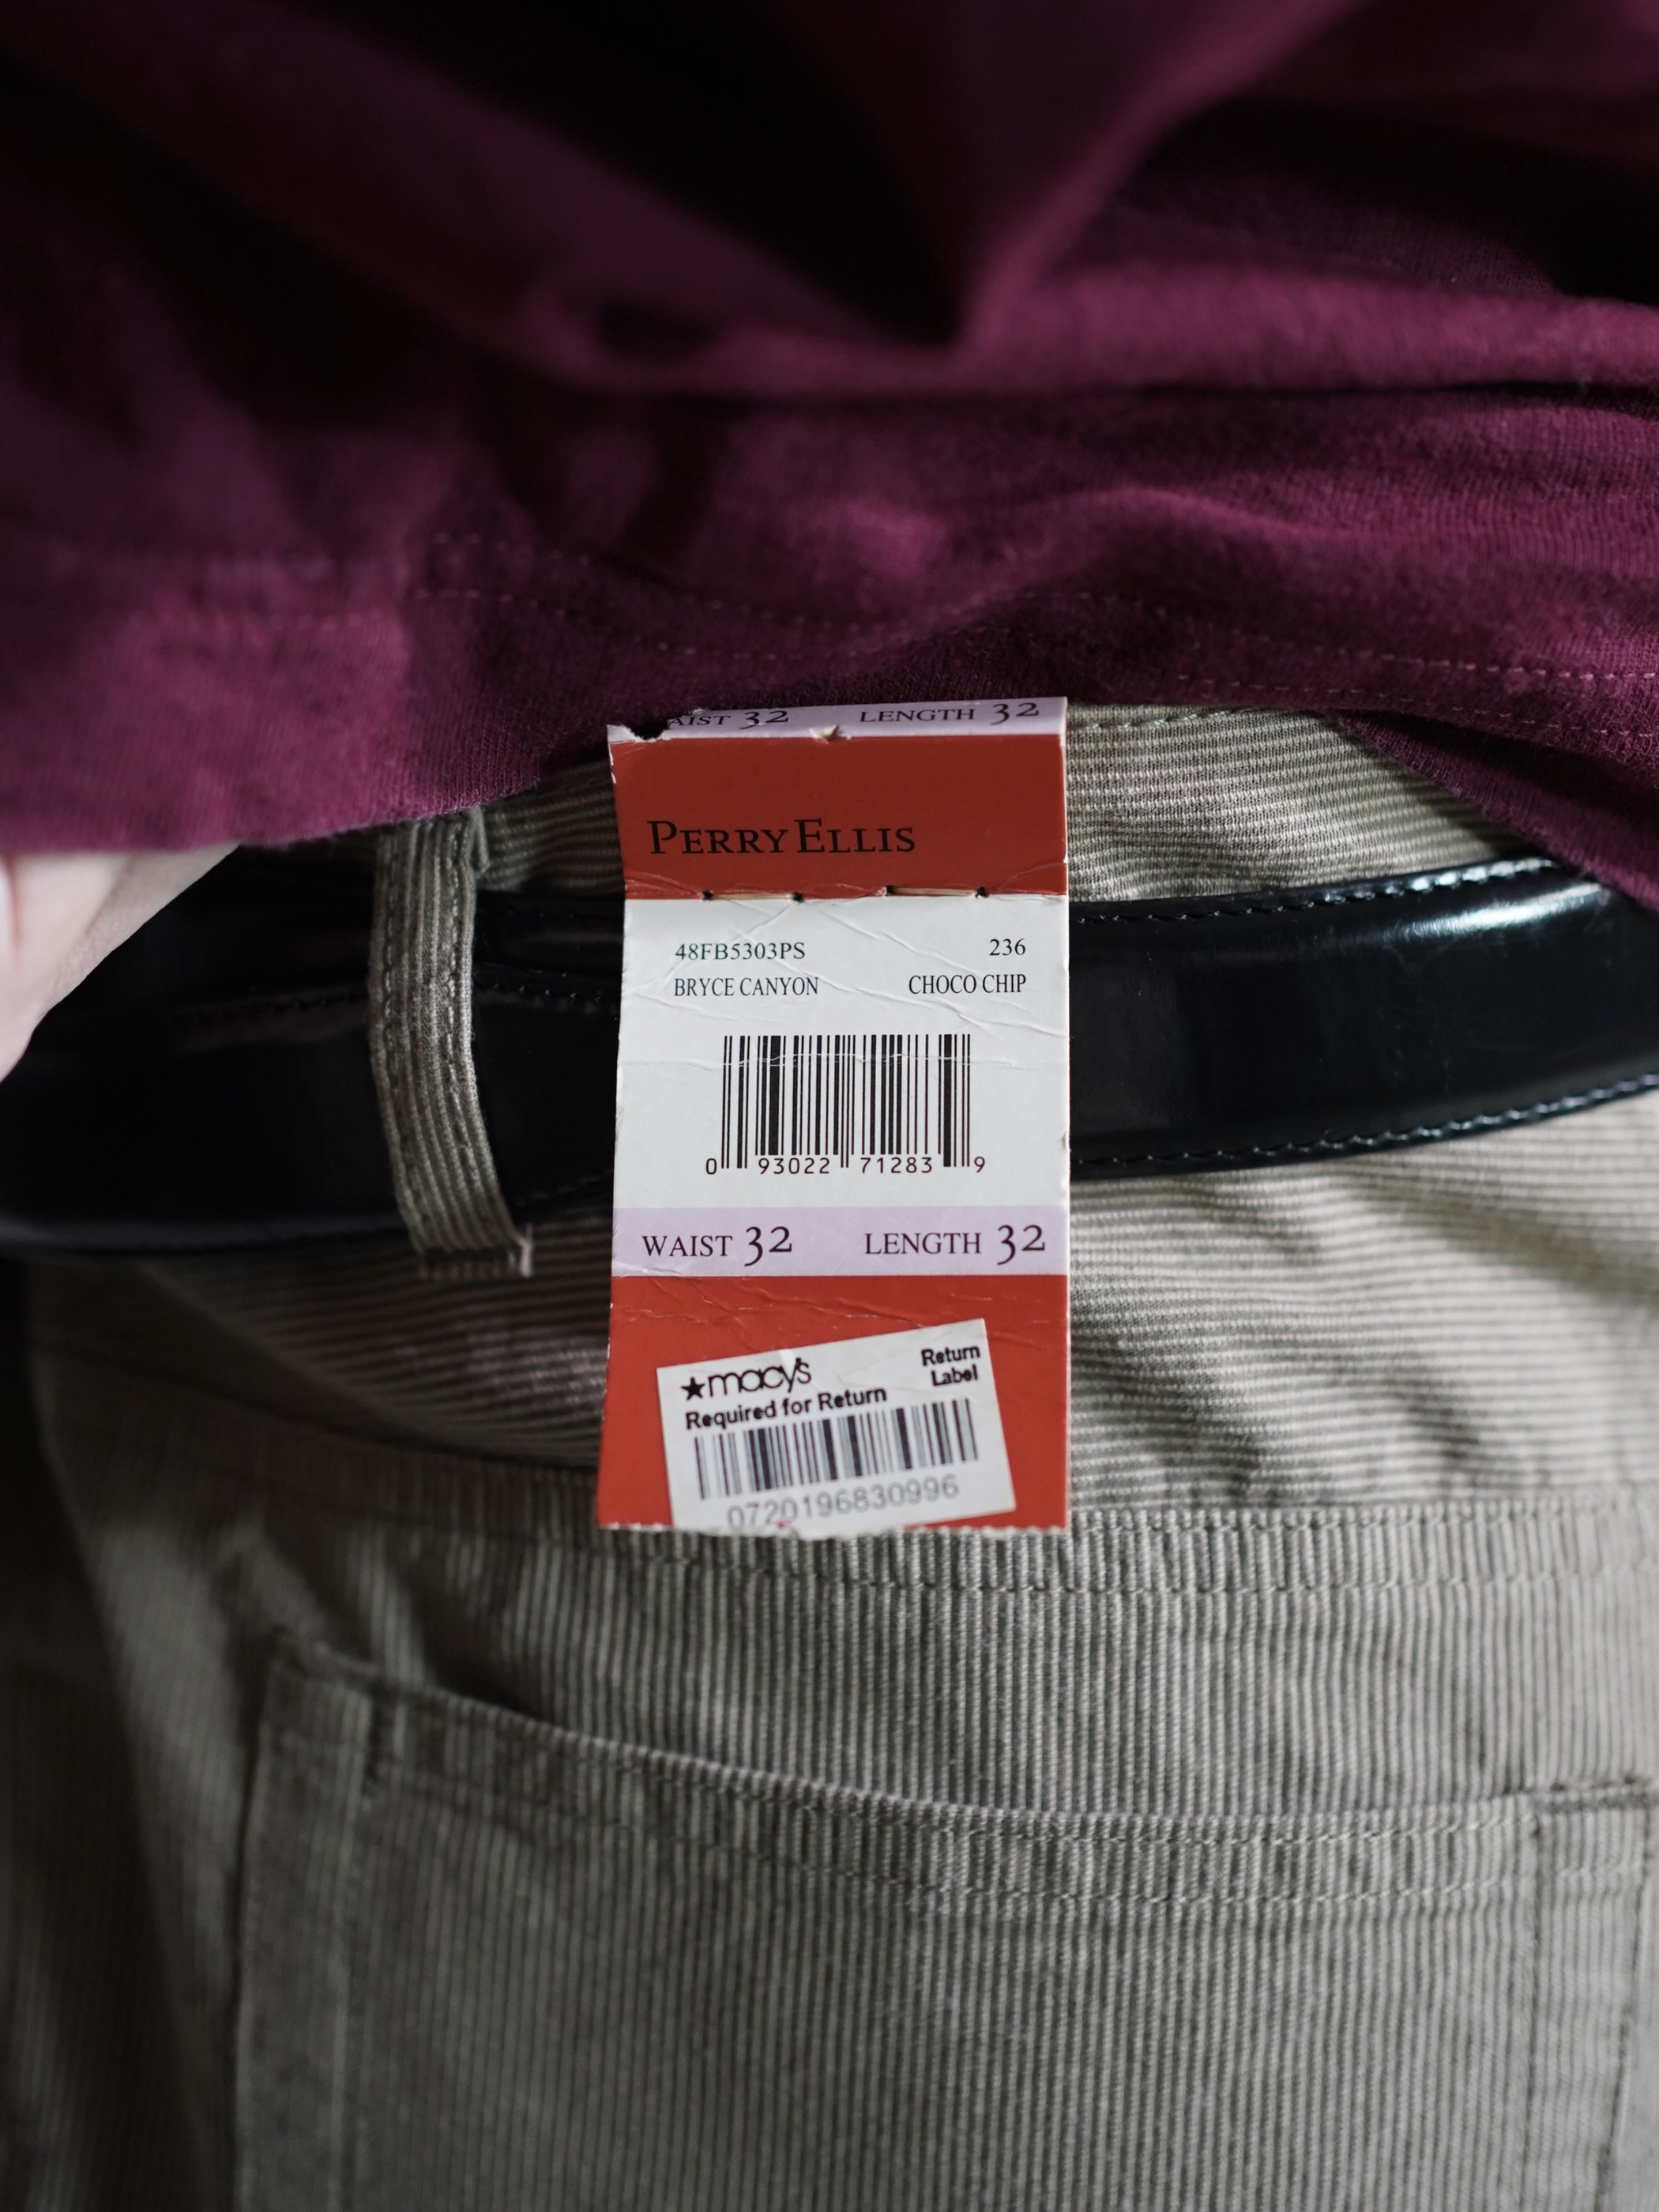 AIST 32 LENGTH 32
PERRY ELLIS
48FB5303PS 236
BRYCE CANYON CHOCO CHIP
0 93022 71283 9
WAIST 32 LENGTH 32
★macy's Return
Label
Required for Return
0720196830996